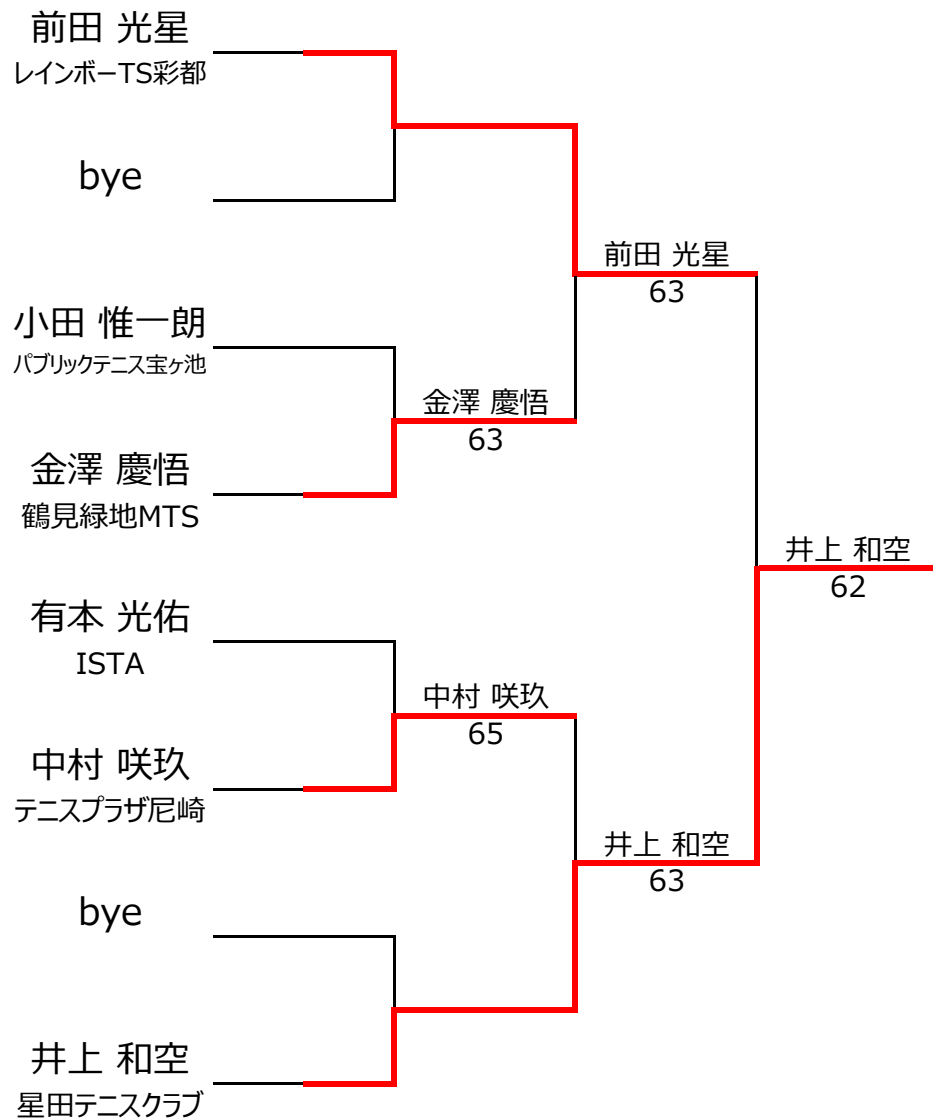 前田 光星
レインボーTS彩都
bye
小田 惟一朗
パブリックテニス宝ヶ池
金澤 慶悟
鶴見緑地MTS
有本 光佑
ISTA
中村 咲玖
テニスプラザ尼崎
bye
井上 和空
星田テニスクラブ
金澤 慶悟
63
中村 咲玖
65
前田 光星
63
井上 和空
63
井上 和空
62